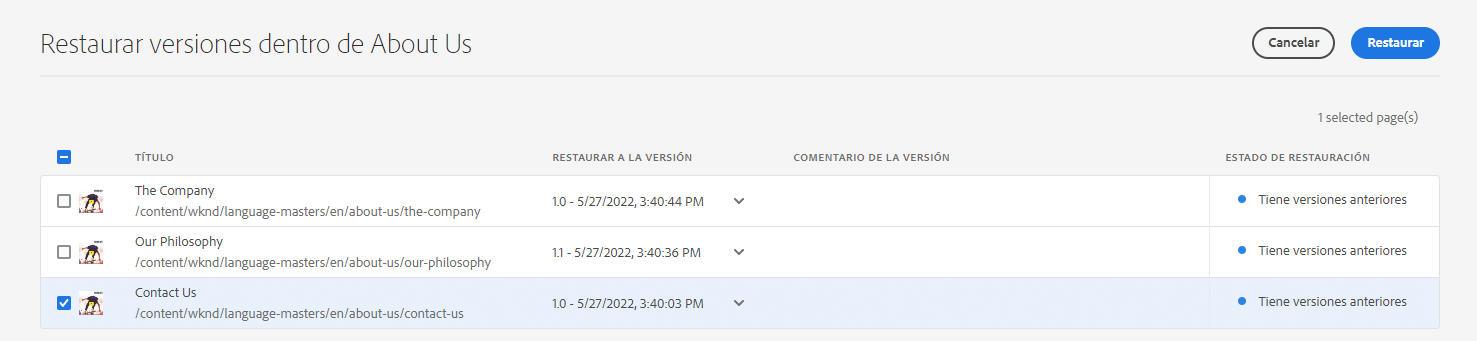 Restaurar versiones dentro de About Us
Cancelar
Restaurar
1 selected page(s)
TÍTULO
RESTAURAR A LA VERSIÓN
COMENTARIO DE LA VERSIÓN
ESTADO DE RESTAURACIÓN
The Company
/content/wknd/language-masters/en/about-us/the-company
1.0 - 5/27/2022, 3:40:44 PM
Tiene versiones anteriores
Our Philosophy
/content/wknd/language-masters/en/about-us/our-philosophy
1.1 - 5/27/2022, 3:40:36 PM
Tiene versiones anteriores
Contact Us
/content/wknd/language-masters/en/about-us/contact-us
1.0 - 5/27/2022, 3:40:03 PM
Tiene versiones anteriores